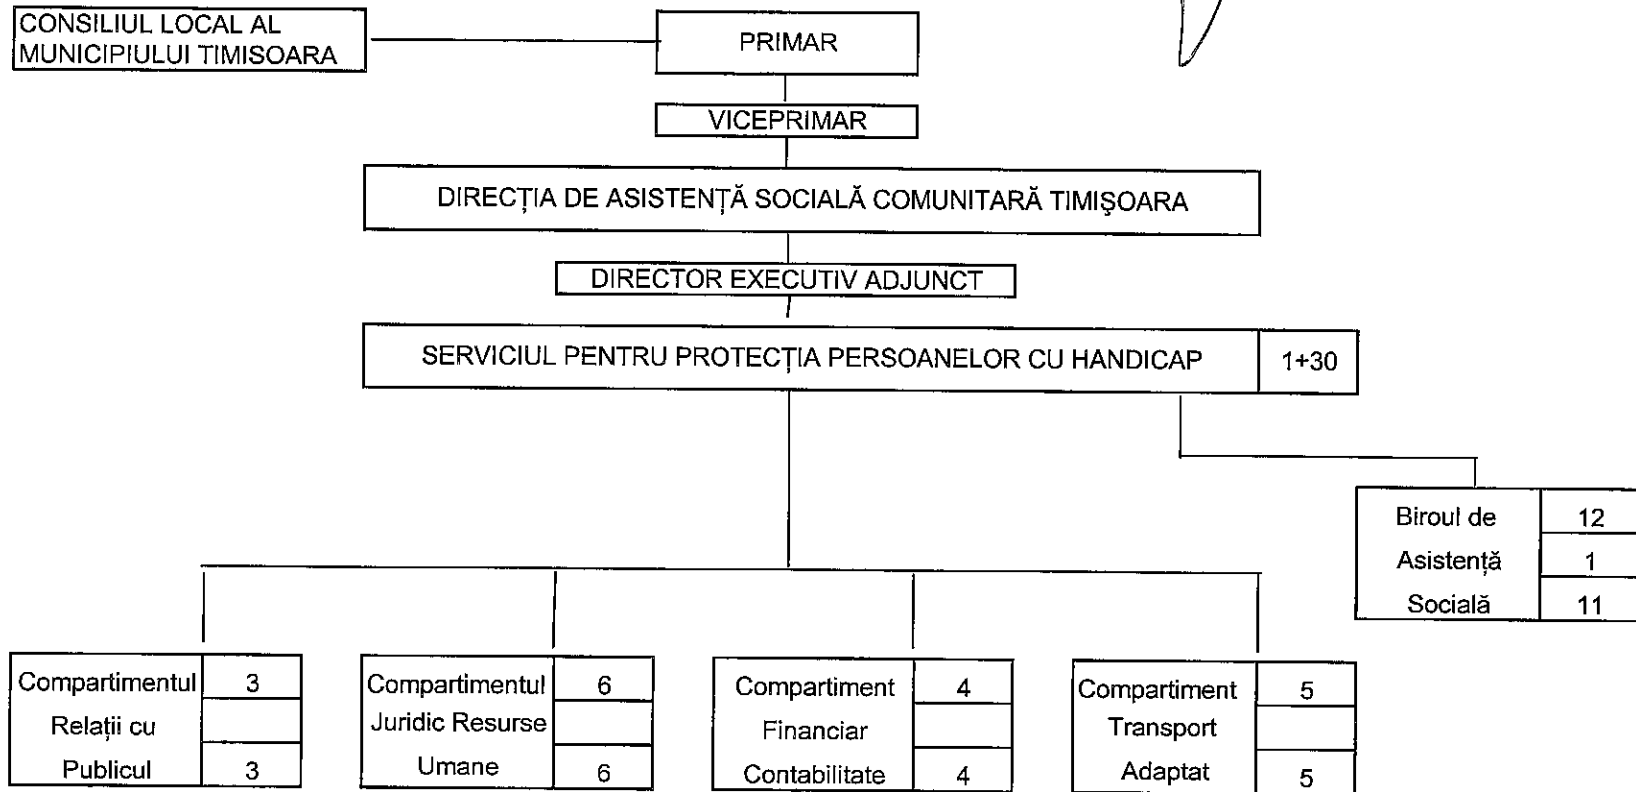 CONSILIUL LOCAL AL
MUNICIPIULUI TIMISOARA
PRIMAR
VICEPRIMAR
DIRECȚIA DE ASISTENȚĂ SOCIALĂ COMUNITARĂ TIMIŞOARA
DIRECTOR EXECUTIV ADJUNCT
SERVICIUL PENTRU PROTECȚIA PERSOANELOR CU HANDICAP 1+30
Biroul de 12
Asistență 1
Socială 11
Compartimentul 3
Relații cu
Publicul 3
Compartimentul 6
Juridic Resurse
Umane 6
Compartiment 4
Financiar
Contabilitate 4
Compartiment 5
Transport
Adaptat 5